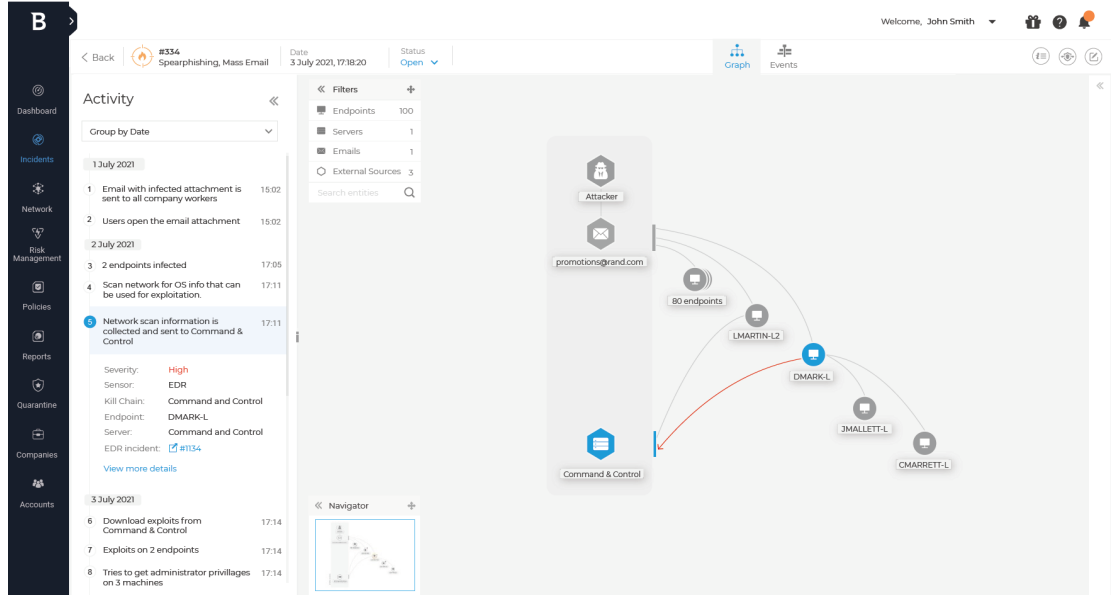 B
Welcome, John Smith
Back
#334
Spearphishing, Mass Email
Date
3 July 2021, 17:18:20
Status
Open
Graph
Events
Dashboard
Incidents
Network
Risk
Management
Policies
Reports
Quarantine
Companies
Accounts
Activity
Group by Date
1 July 2021
1 Email with infected attachment is 15:02
sent to all company workers
2 Users open the email attachment 15:02
2 July 2021
3 2 endpoints infected 17:05
4 Scan network for OS info that can 17:11
be used for exploitation.
5 Network scan information is 17:11
collected and sent to Command &
Control
Severity: High
Sensor: EDR
Kill Chain: Command and Control
Endpoint: DMARK-L
Server: Command and Control
EDR incident: #1134
View more details
3 July 2021
6 Download exploits from 17:14
Command & Control
7 Exploits on 2 endpoints 17:14
8 Tries to get administrator privillages 17:14
on 3 machines
Filters
Endpoints 100
Servers 1
Emails 1
External Sources 3
Search entities
Attacker
promotions@rand.com
80 endpoints
LMARTIN-L2
DMARK-L
JMALLETT-L
CMARRETT-L
Command & Control
Navigator